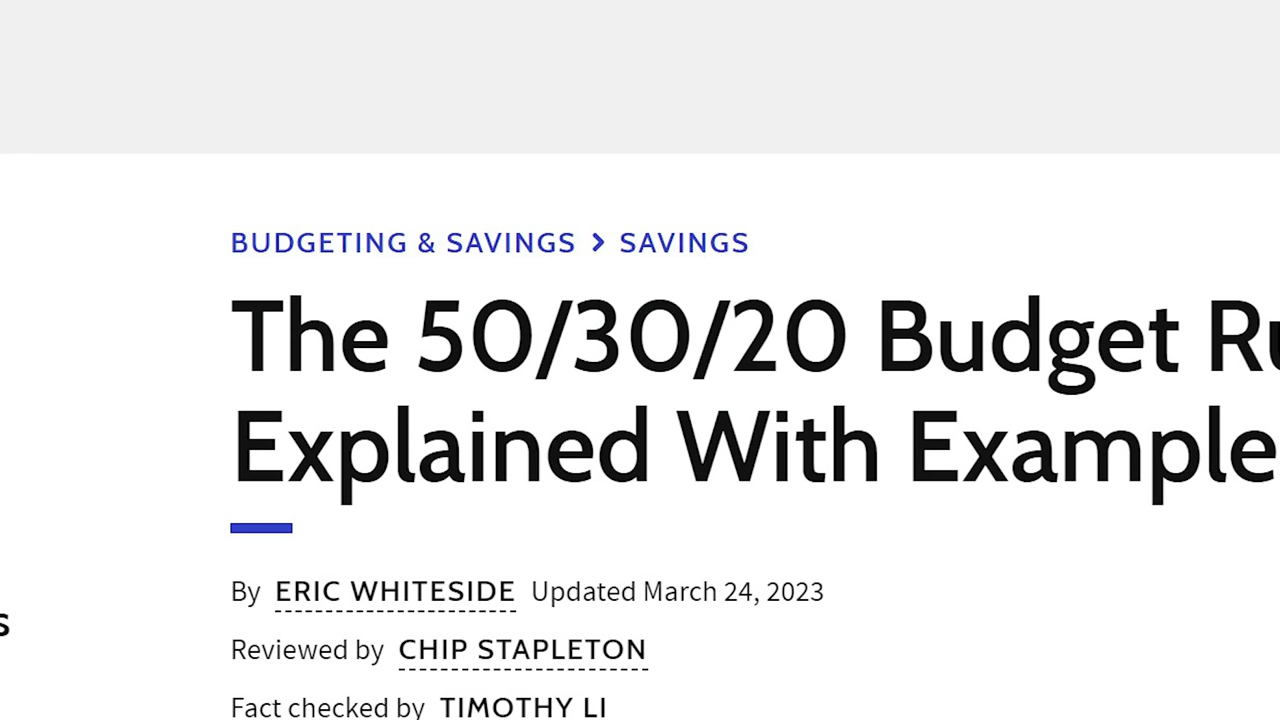 BUDGETING & SAVINGS > SAVINGS
The 50/30/20 Budget
Explained With Example
By ERIC WHITESIDE Updated March 24, 2023
S
Reviewed by CHIP STAPLETON
Fact checked by TIMOTHY LI